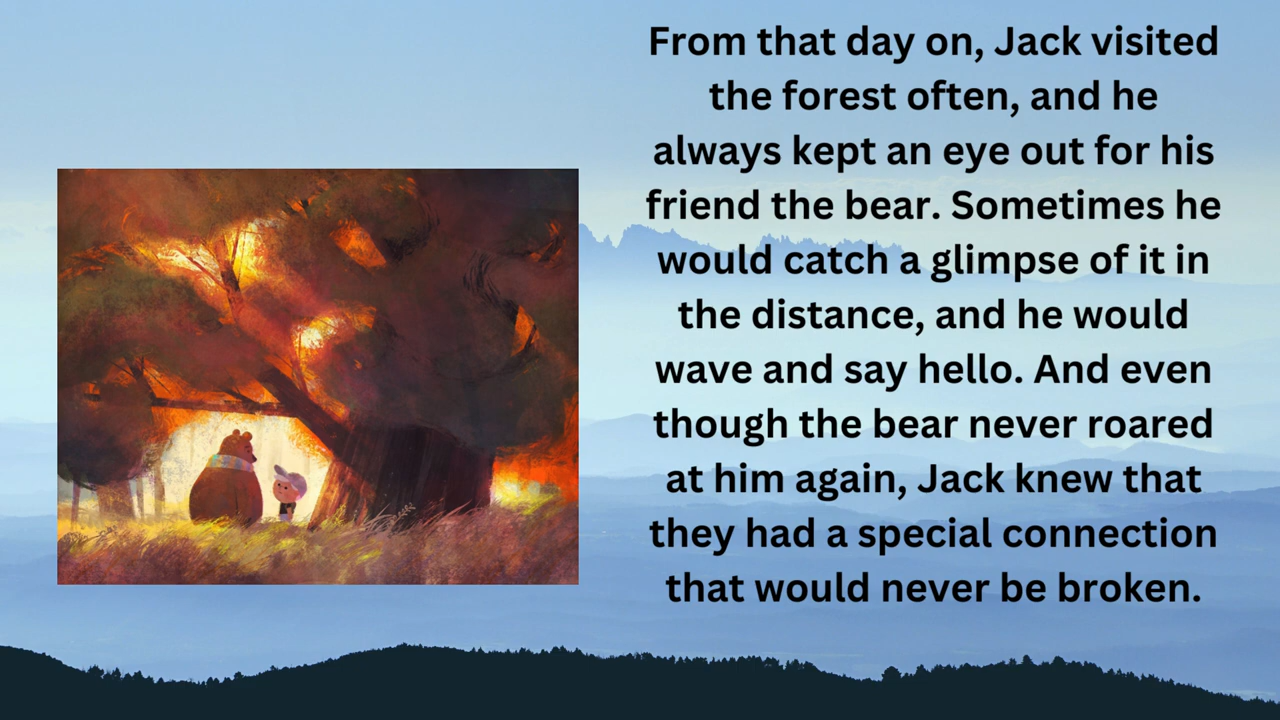 From that day on, Jack visited
the forest often, and he
always kept an eye out for his
friend the bear. Sometimes he
would catch a glimpse of it in
the distance, and he would
wave and say hello. And even
though the bear never roared
at him again, Jack knew that
they had a special connection
that would never be broken.